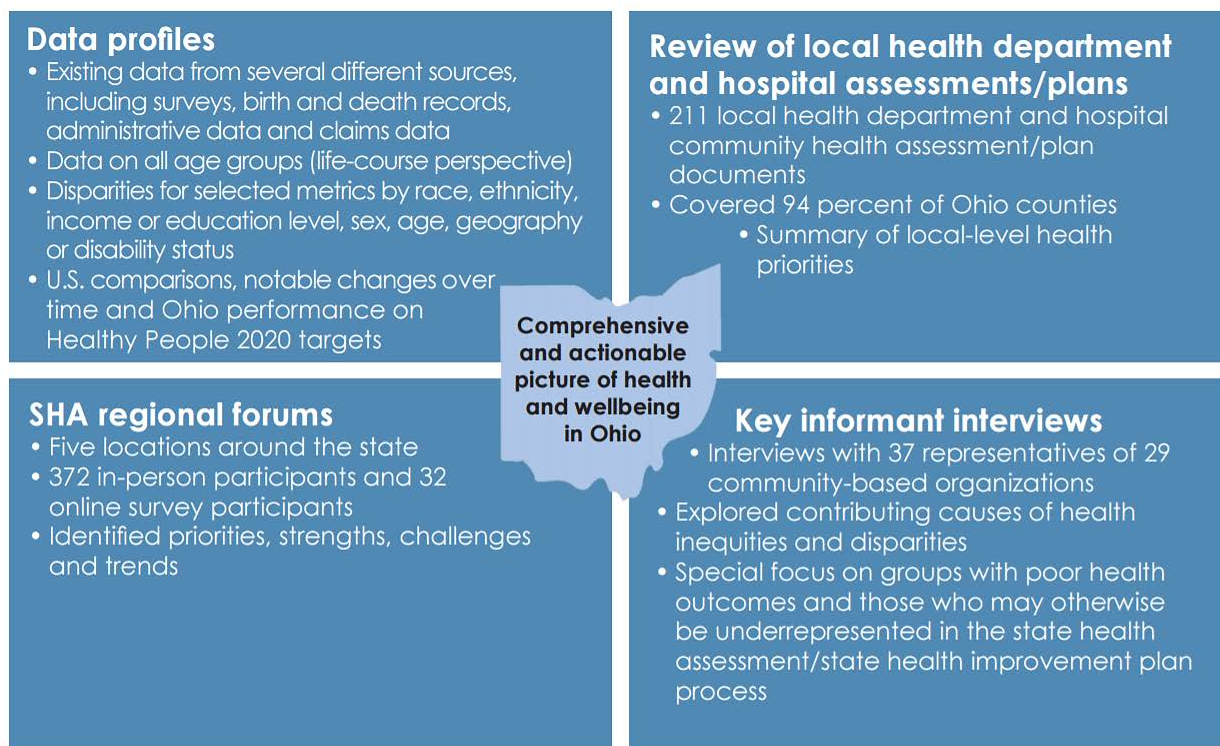 Data profiles
• Existing data from several different sources,
including surveys, birth and death records,
administrative data and claims data
• Data on all age groups (life-course perspective)
• Disparities for selected metrics by race, ethnicity,
income or education level, sex, age, geography
or disability status
• U.S. comparisons, notable changes over
time and Ohio performance on
Healthy People 2020 targets
Review of local health department
and hospital assessments/plans
• 211 local health department and hospital
community health assessment/plan
documents
• Covered 94 percent of Ohio counties
• Summary of local-level health
priorities
Comprehensive
and actionable
picture of health
and wellbeing
in Ohio
SHA regional forums
• Five locations around the state
• 372 in-person participants and 32
online survey participants
• Identified priorities, strengths, challenges
and trends
Key informant interviews
• Interviews with 37 representatives of 29
community-based organizations
• Explored contributing causes of health
inequities and disparities
• Special focus on groups with poor health
outcomes and those who may otherwise
be underrepresented in the state health
assessment/state health improvement plan
process